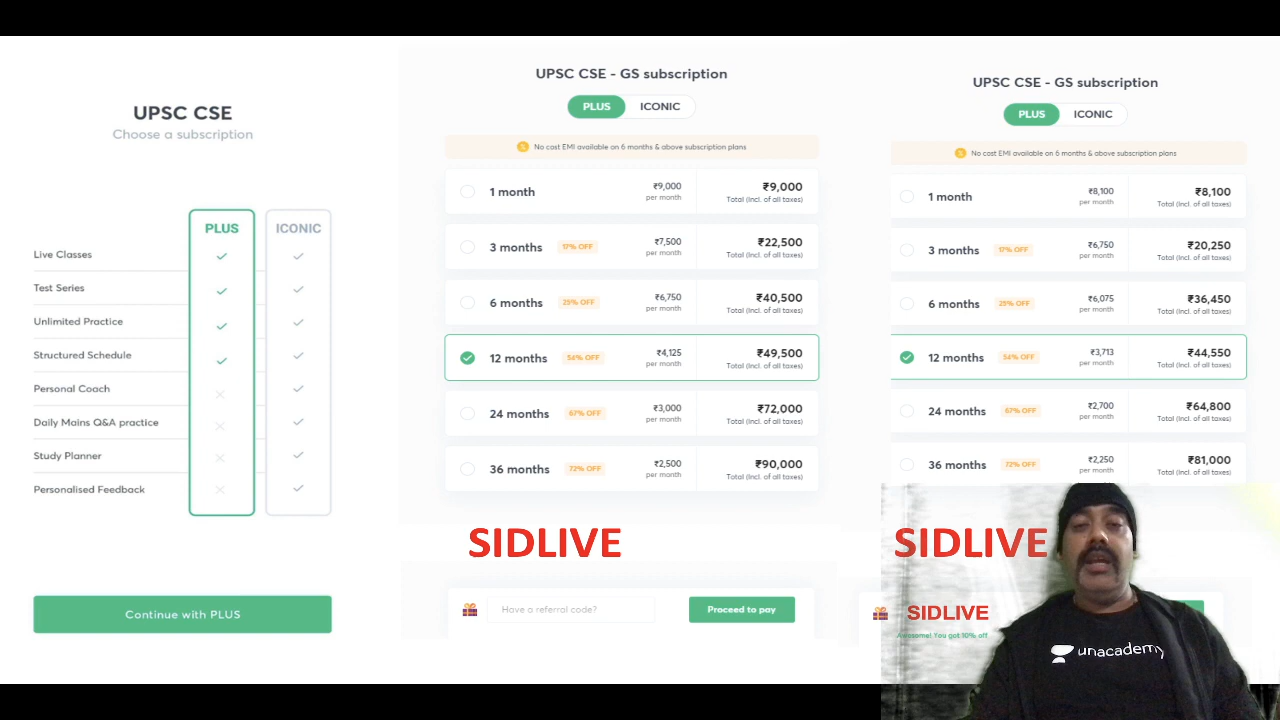 UPSC CSE
Choose a subscription
PLUS ICONIC
Live Classes
Test Series
Unlimited Practice
Structured Schedule
Personal Coach
Daily Mains Q&A practice
Study Planner
Personalised Feedback
Continue with PLUS
UPSC CSE - GS subscription
PLUS ICONIC
No cost EMI available on 6 months & above subscription plans
1 month ₹9,000 ₹9,000
per month Total (Incl. of all taxes)
3 months 17% OFF ₹7,500 ₹22,500
per month Total (Incl. of all taxes)
6 months 25% OFF ₹6,750 ₹40,500
per month Total (Incl. of all taxes)
12 months 54% OFF ₹4,125 ₹49,500
per month Total (Incl. of all taxes)
24 months 67% OFF ₹3,000 ₹72,000
per month Total (Incl. of all taxes)
36 months 72% OFF ₹2,500 ₹90,000
per month Total (Incl. of all taxes)
SIDLIVE
Have a referral code? Proceed to pay
UPSC CSE - GS subscription
PLUS ICONIC
No cost EMI available on 6 months & above subscription plans
1 month ₹8,100 ₹8,100
per month Total (Incl. of all taxes)
3 months 17% OFF ₹6,750 ₹20,250
per month Total (Incl. of all taxes)
6 months 25% OFF ₹6,075 ₹36,450
per month Total (Incl. of all taxes)
12 months 54% OFF ₹3,713 ₹44,550
per month Total (Incl. of all taxes)
24 months 67% OFF ₹2,700 ₹64,800
per month Total (Incl. of all taxes)
36 months 72% OFF ₹2,250 ₹81,000
per month Total (Incl. of all taxes)
SIDLIVE
SIDLIVE
Awesome! You got 10% off
unacademy